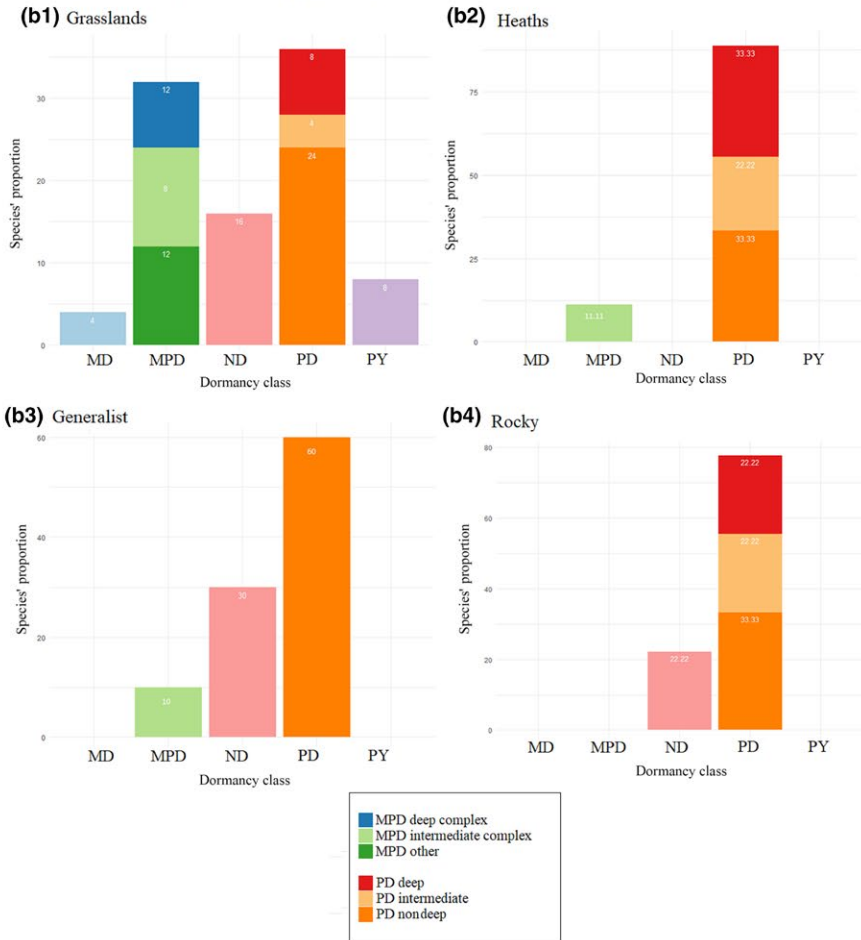 (b1) Grasslands
Species' proportion
30
20
10
0
4
12
8
12
16
8
4
24
8
MD MPD ND PD PY
Dormancy class
(b2) Heaths
Species' proportion
75
50
25
0
11.11
33.33
22.22
33.33
MD MPD ND PD PY
Dormancy class
(b3) Generalist
Species' proportion
60
40
20
0
10
30
60
MD MPD ND PD PY
Dormancy class
(b4) Rocky
Species' proportion
80
60
40
20
0
22.22
22.22
22.22
33.33
MD MPD ND PD PY
Dormancy class
MPD deep complex
MPD intermediate complex
MPD other
PD deep
PD intermediate
PD nondeep